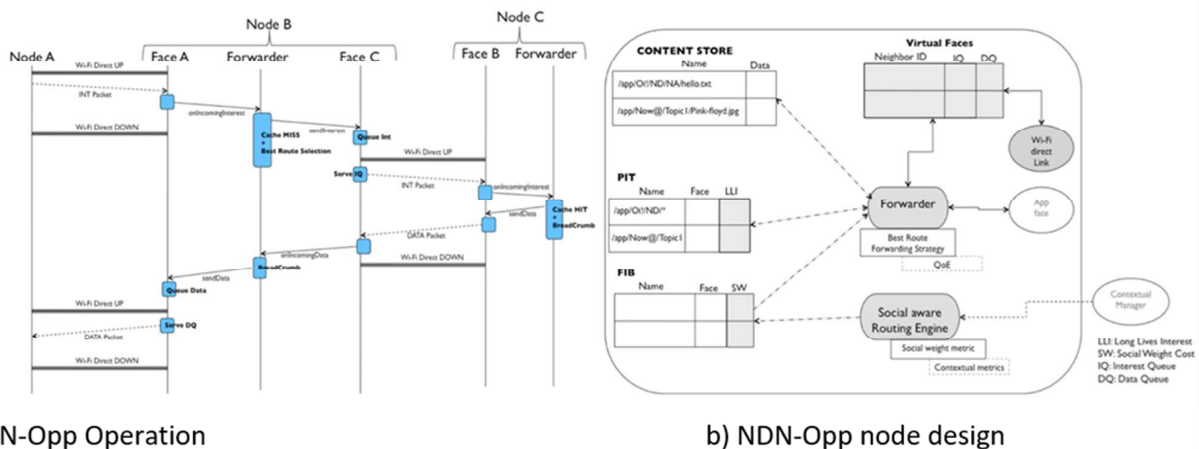 Node B
Node C
Node A
Face A
Forwarder
Face C
Face B
Forwarder
Wi-Fi Direct UP
INT Packet
onIncomingInterest
Wi-Fi Direct DOWN
sendInterest
Cache MISS
+
Best Route Selection
Queue Int
Wi-Fi Direct UP
Serve IQ
INT Packet
onIncomingInterest
Cache HIT
+
BreadCrumb
sendData
DATA Packet
onIncomingData
BreadCrumb
Wi-Fi Direct DOWN
sendData
Queue Data
Wi-Fi Direct UP
Serve DQ
DATA Packet
Wi-Fi Direct DOWN
N-Opp Operation
CONTENT STORE
Name
Data
/app/Oi!/ND/NA/hello.txt
/app/Now@/Topic1/Pink-floyd.jpg
Virtual Faces
Neighbor ID
IQ
DQ
Wi-Fi
direct
Link
PIT
Name
Face
LLI
/app/Oi!/ND/*
/app/Now@/Topic1
Forwarder
App
face
Best Route
Forwarding Strategy
QoE
FIB
Name
Face
SW
Social aware
Routing Engine
Social weight metric
Contextual metrics
Contextual
Manager
LLI: Long Lives Interest
SW: Social Weight Cost
IQ: Interest Queue
DQ: Data Queue
b) NDN-Opp node design